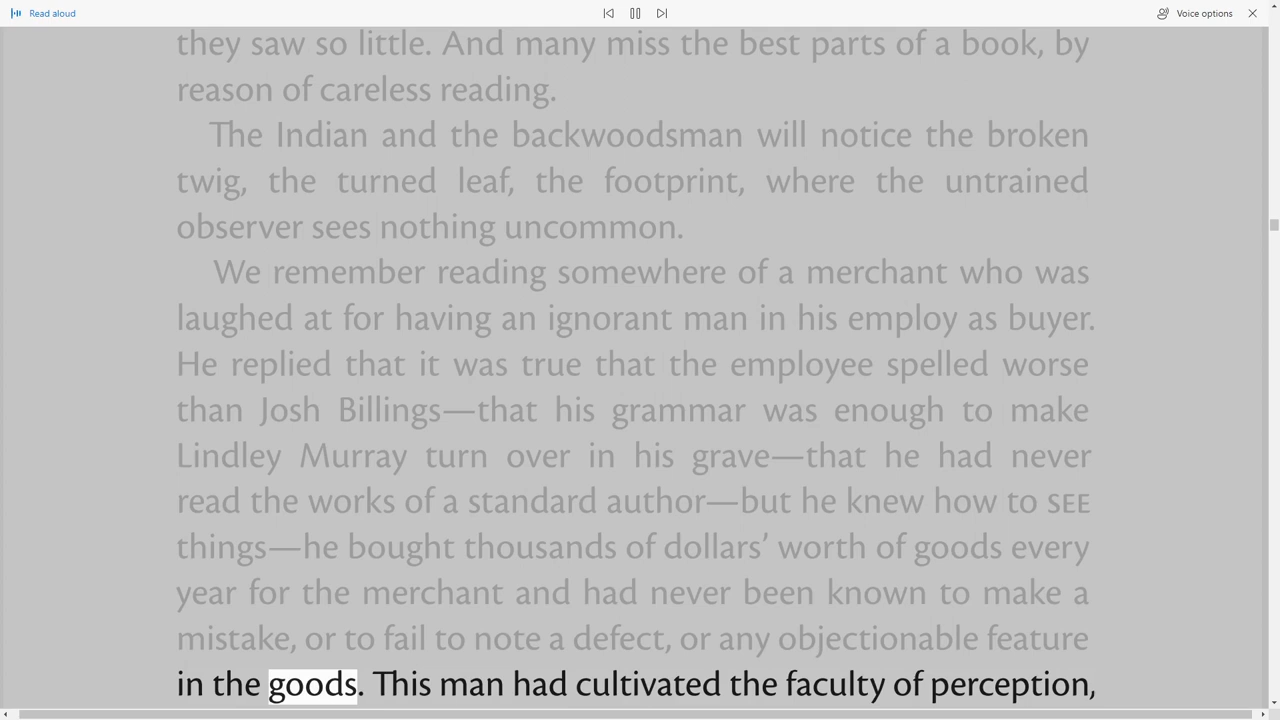 Read aloud
Voice options
they saw so little. And many miss the best parts of a book, by
reason of careless reading.
The Indian and the backwoodsman will notice the broken
twig, the turned leaf, the footprint, where the untrained
observer sees nothing uncommon.
We remember reading somewhere of a merchant who was
laughed at for having an ignorant man in his employ as buyer.
He replied that it was true that the employee spelled worse
than Josh Billings—that his grammar was enough to make
Lindley Murray turn over in his grave—that he had never
read the works of a standard author—but he knew how to SEE
things—he bought thousands of dollars’ worth of goods every
year for the merchant and had never been known to make a
mistake, or to fail to note a defect, or any objectionable feature
in the goods. This man had cultivated the faculty of perception,